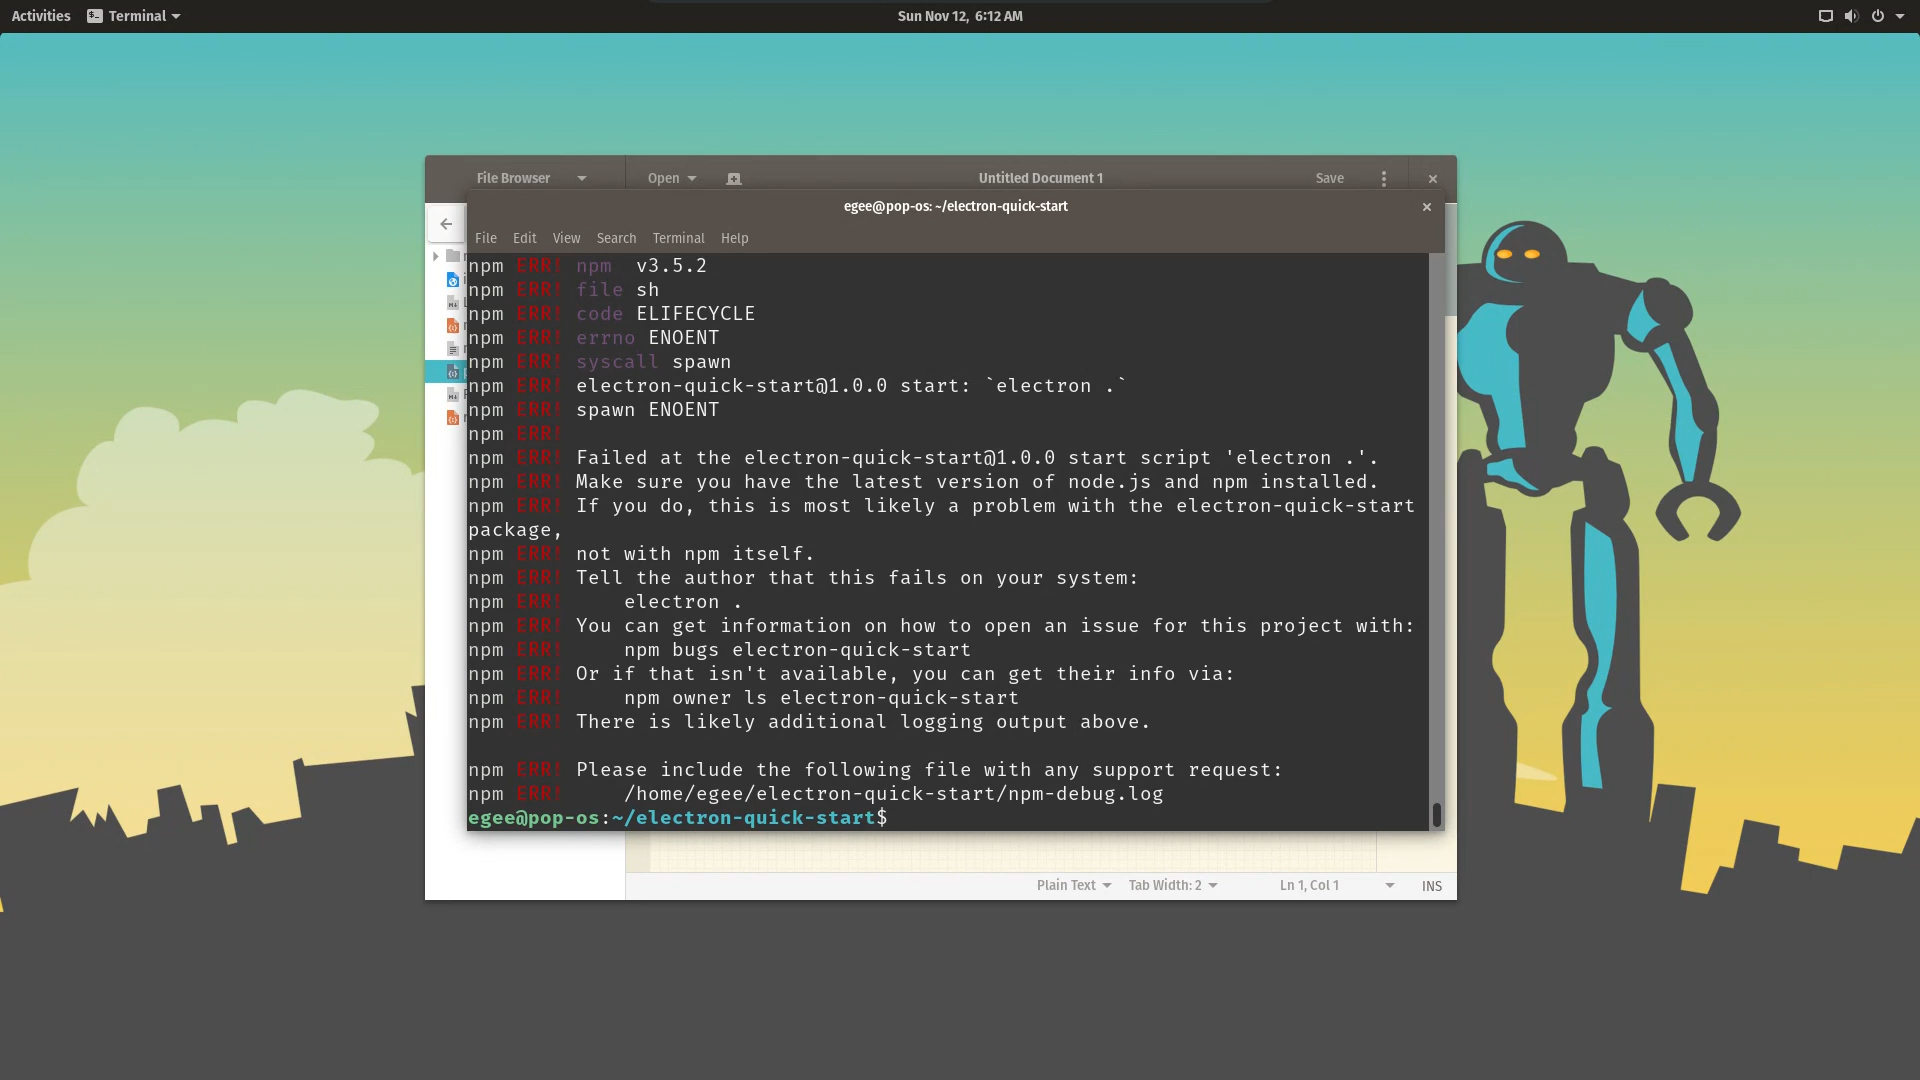 Activities Terminal Sun Nov 12, 6:12 AM
File Browser Open Untitled Document 1 Save
egee@pop-os: ~/electron-quick-start
File Edit View Search Terminal Help
npm ERR! npm  v3.5.2
npm ERR! file sh
npm ERR! code ELIFECYCLE
npm ERR! errno ENOENT
npm ERR! syscall spawn
npm ERR! electron-quick-start@1.0.0 start: `electron .`
npm ERR! spawn ENOENT
npm ERR!
npm ERR! Failed at the electron-quick-start@1.0.0 start script 'electron .'.
npm ERR! Make sure you have the latest version of node.js and npm installed.
npm ERR! If you do, this is most likely a problem with the electron-quick-start
package,
npm ERR! not with npm itself.
npm ERR! Tell the author that this fails on your system:
npm ERR!     electron .
npm ERR! You can get information on how to open an issue for this project with:
npm ERR!     npm bugs electron-quick-start
npm ERR! Or if that isn't available, you can get their info via:
npm ERR!     npm owner ls electron-quick-start
npm ERR! There is likely additional logging output above.
npm ERR! Please include the following file with any support request:
npm ERR!     /home/egee/electron-quick-start/npm-debug.log
egee@pop-os:~/electron-quick-start$
Plain Text Tab Width: 2 Ln 1, Col 1 INS